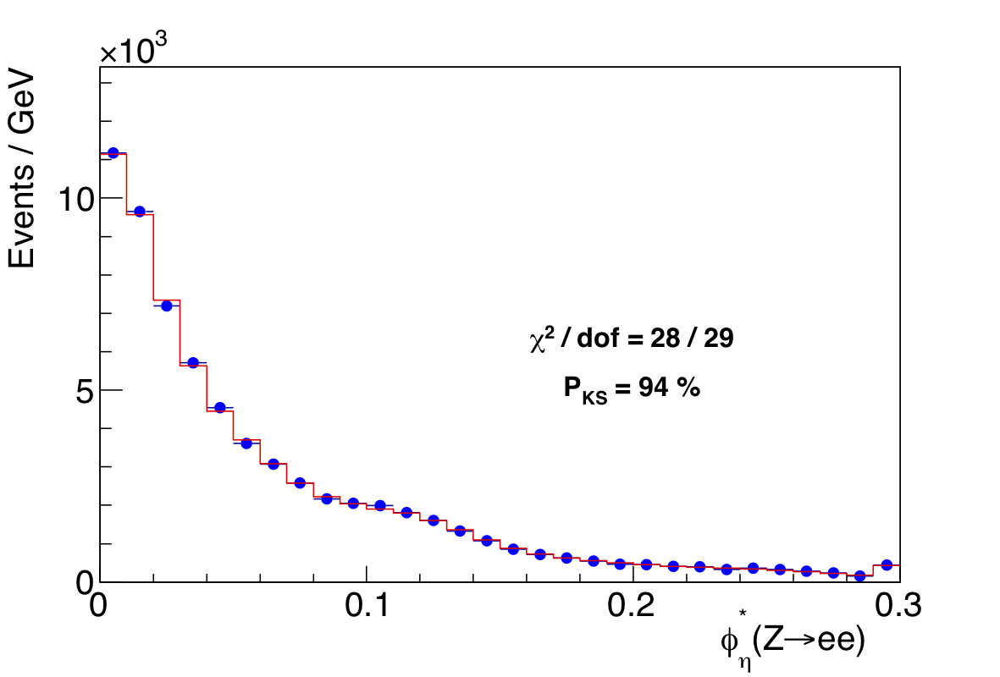 ×10³
Events / GeV
10
5
0
χ² / dof = 28 / 29
P_KS = 94 %
0 0.1 0.2 0.3
ϕ*_η(Z→ee)